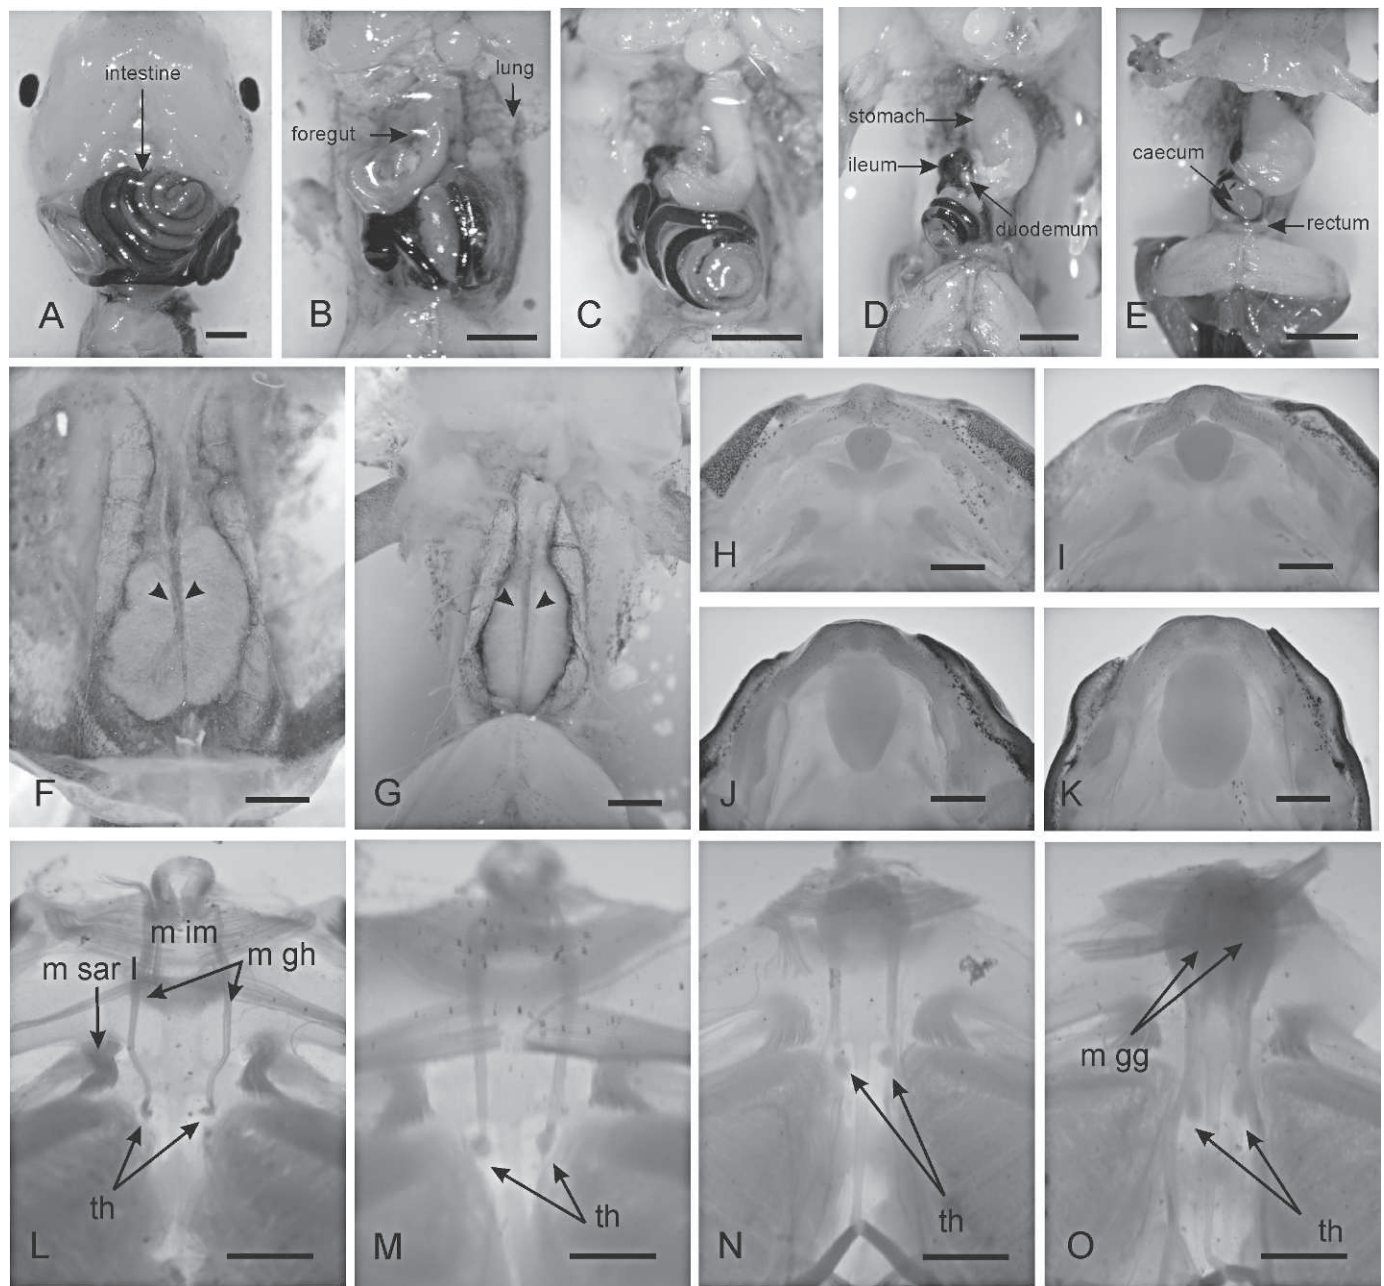 intestine
A
foregut
lung
B
C
stomach
ileum
duodemum
D
caecum
rectum
E
F
G
H
I
J
K
m im
m sar l
m gh
th
L
th
M
th
N
m gg
th
O